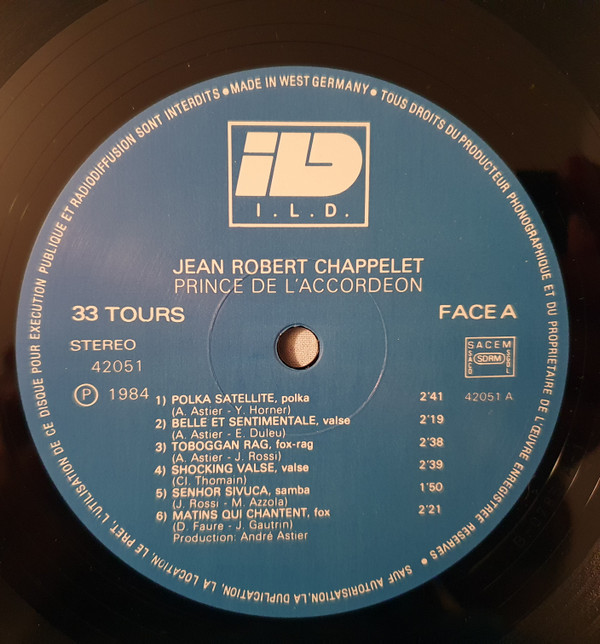 TOUS DROITS DU PRODUCTEUR PHONOGRAPHIQUE ET DU PROPRIETAIRE DE L'ŒUVRE ENREGISTREE RESERVES • SAUF AUTORISATION, LA DUPLICATION, LA LOCATION, LE PRET, L'UTILISATION DE CE DISQUE POUR EXECUTION PUBLIQUE ET RADIODIFFUSION SONT INTERDITS • MADE IN WEST GERMANY •
ILD
I.L.D.
JEAN ROBERT CHAPPELET
PRINCE DE L'ACCORDEON
33 TOURS
FACE A
STEREO
42051
SACEM
SACD SDRM SGDL
42051 A
Ⓟ 1984
1) POLKA SATELLITE, polka 2'41
(A. Astier - Y. Horner)
2) BELLE ET SENTIMENTALE, valse 2'19
(A. Astier - E. Duleu)
3) TOBOGGAN RAG, fox-rag 2'38
(A. Astier - J. Rossi)
4) SHOCKING VALSE, valse 2'39
(Cl. Thomain)
5) SENHOR SIVUCA, samba 1'50
(J. Rossi - M. Azzola)
6) MATINS QUI CHANTENT, fox 2'21
(D. Faure - J. Gautrin)
Production: André Astier